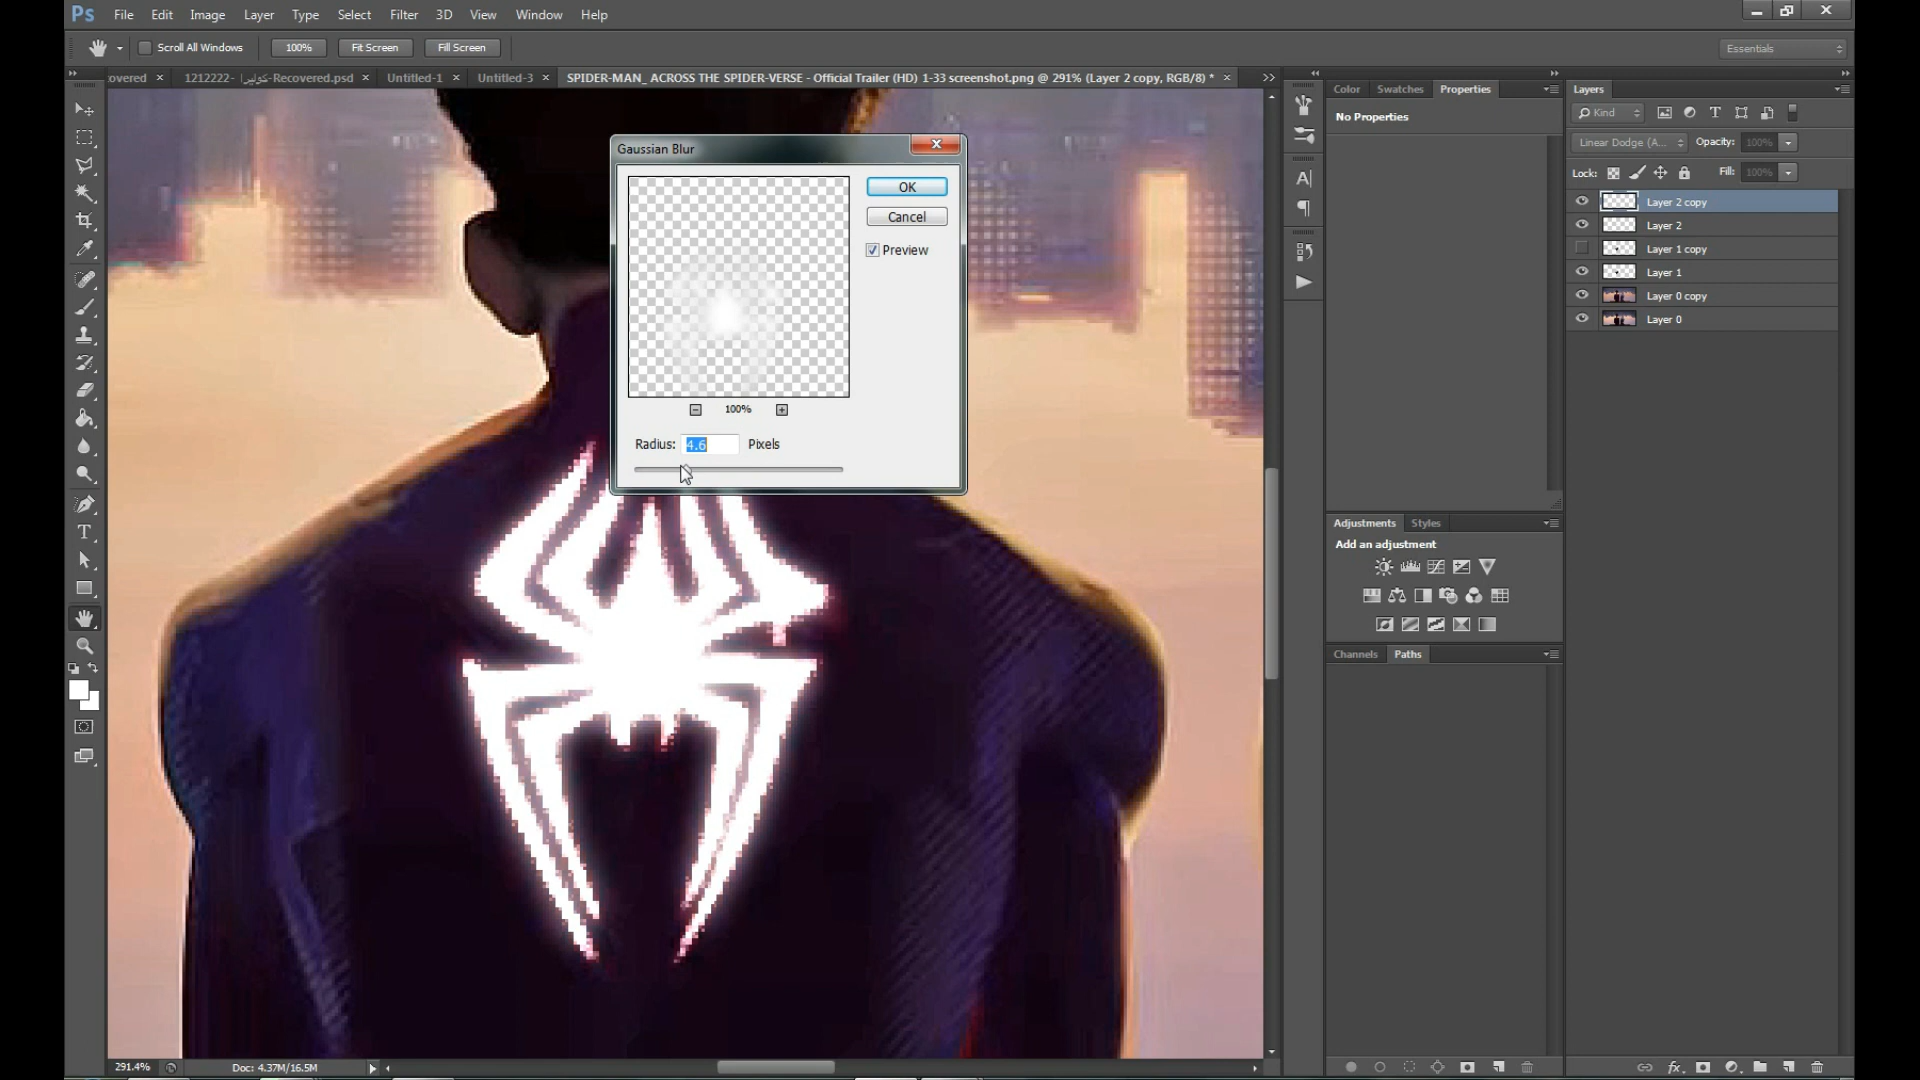 Ps File Edit Image Layer Type Select Filter 3D View Window Help
Scroll All Windows 100% Fit Screen Fill Screen Essentials
overed × 1212222- كوليرا-Recovered.psd × Untitled-1 × Untitled-3 × SPIDER-MAN_ ACROSS THE SPIDER-VERSE - Official Trailer (HD) 1-33 screenshot.png @ 291% (Layer 2 copy, RGB/8) * ×
Color Swatches Properties
No Properties
Layers
Kind
Linear Dodge (A... Opacity: 100%
Lock: Fill: 100%
Layer 2 copy
Layer 2
Layer 1 copy
Layer 1
Layer 0 copy
Layer 0
Gaussian Blur
OK
Cancel
Preview
100%
Radius: 4.6 Pixels
Adjustments Styles
Add an adjustment
Channels Paths
291.4% Doc: 4.37M/16.5M